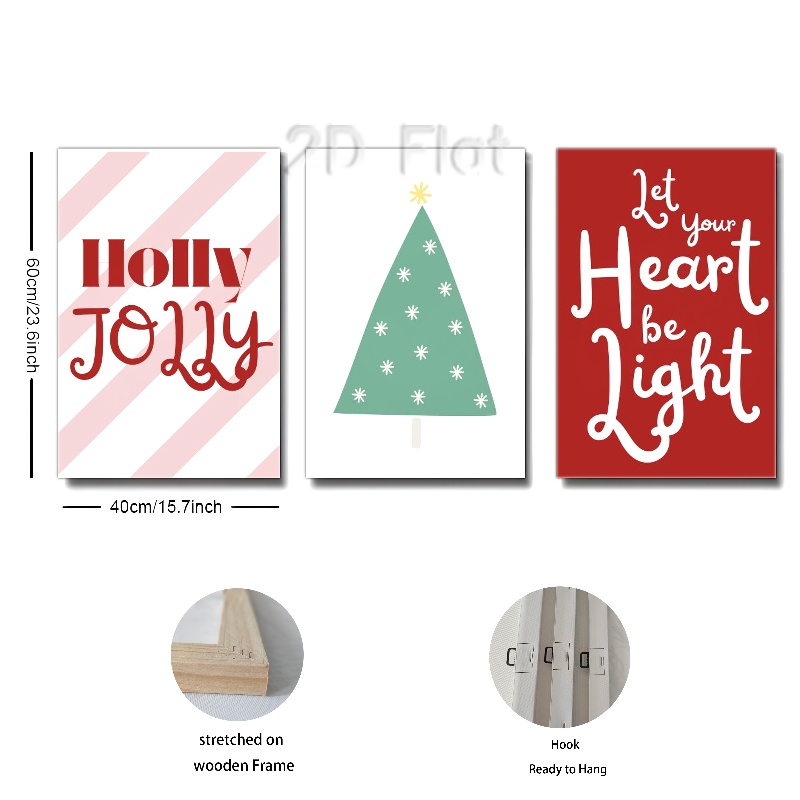 2D Flat
Holly
JOLLY
Let
Your
Heart
be
Light
60cm/23.6inch
40cm/15.7inch
stretched on
wooden Frame
Hook
Ready to Hang